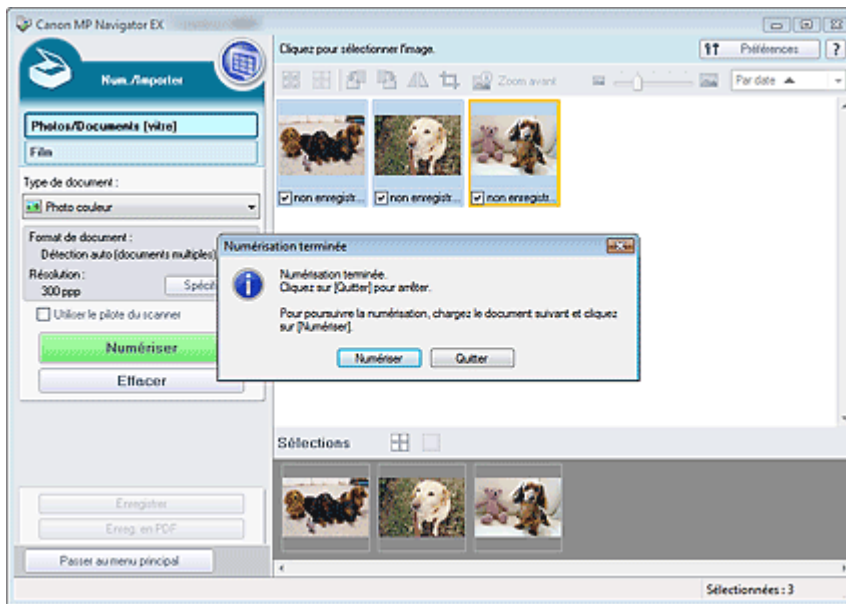 Canon MP Navigator EX
Num./Importer
Cliquez pour sélectionner l'image.
Préférences
?
Zoom avant
Par date
Photos/Documents (vitre)
Film
Type de document :
Photo couleur
Format de document :
Détection auto (documents multiples)
Résolution :
300 ppp
Spécifi
Utiliser le pilote du scanner
Numériser
Effacer
non enregistr...
non enregistr...
non enregistr...
Numérisation terminée
Numérisation terminée.
Cliquez sur [Quitter] pour arrêter.
Pour poursuivre la numérisation, chargez le document suivant et cliquez
sur [Numériser].
Numériser
Quitter
Sélections
Enregistrer
Enreg. en PDF
Passer au menu principal
Sélectionnées : 3